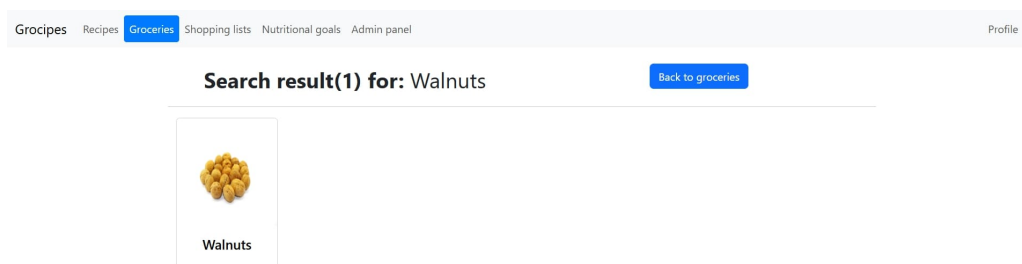 Grocipes Recipes Groceries Shopping lists Nutritional goals Admin panel Profile
Search result(1) for: Walnuts
Back to groceries
Walnuts